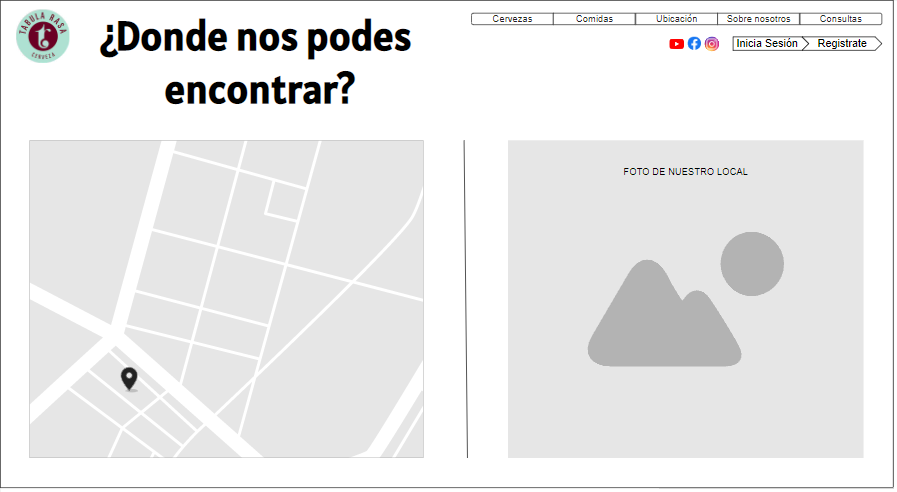 TABULA RASA
CERVEZA
¿Donde nos podes
encontrar?
Cervezas
Comidas
Ubicación
Sobre nosotros
Consultas
Inicia Sesión
Registrate
FOTO DE NUESTRO LOCAL